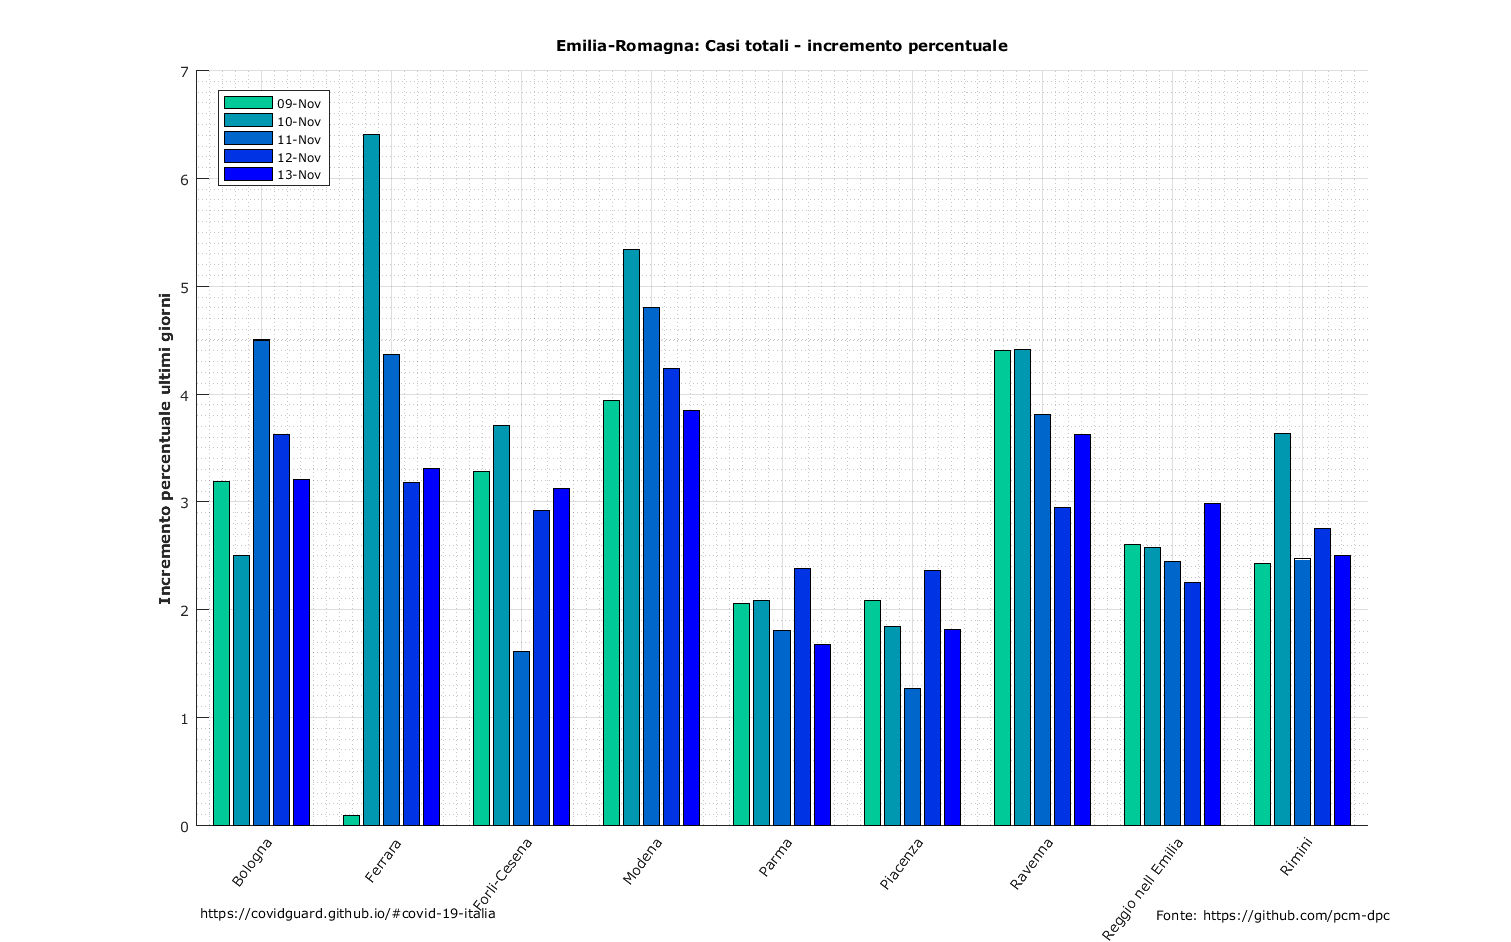 Emilia-Romagna: Casi totali - incremento percentuale
7
6
5
4
3
2
1
0
Incremento percentuale ultimi giorni
09-Nov
10-Nov
11-Nov
12-Nov
13-Nov
Bologna
Ferrara
Forlì-Cesena
Modena
Parma
Piacenza
Ravenna
Reggio nell Emilia
Rimini
https://covidguard.github.io/#covid-19-italia
Fonte: https://github.com/pcm-dpc